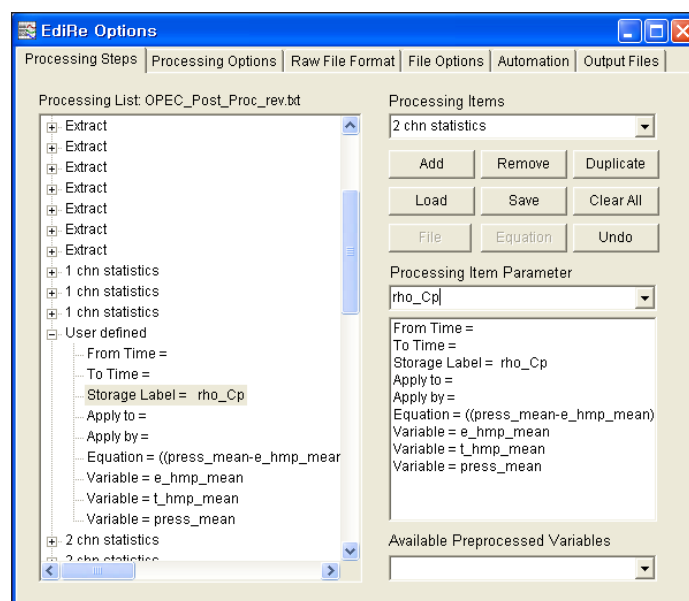 EdiRe Options
Processing Steps
Processing Options
Raw File Format
File Options
Automation
Output Files
Processing List: OPEC_Post_Proc_rev.txt
Extract
Extract
Extract
Extract
Extract
Extract
Extract
1 chn statistics
1 chn statistics
1 chn statistics
User defined
From Time =
To Time =
Storage Label = rho_Cp
Apply to =
Apply by =
Equation = ((press_mean-e_hmp_mear
Variable = e_hmp_mean
Variable = t_hmp_mean
Variable = press_mean
2 chn statistics
2 chn statistics
Processing Items
2 chn statistics
Add
Remove
Duplicate
Load
Save
Clear All
File
Equation
Undo
Processing Item Parameter
rho_Cp
From Time =
To Time =
Storage Label = rho_Cp
Apply to =
Apply by =
Equation = ((press_mean-e_hmp_mean)
Variable = e_hmp_mean
Variable = t_hmp_mean
Variable = press_mean
Available Preprocessed Variables